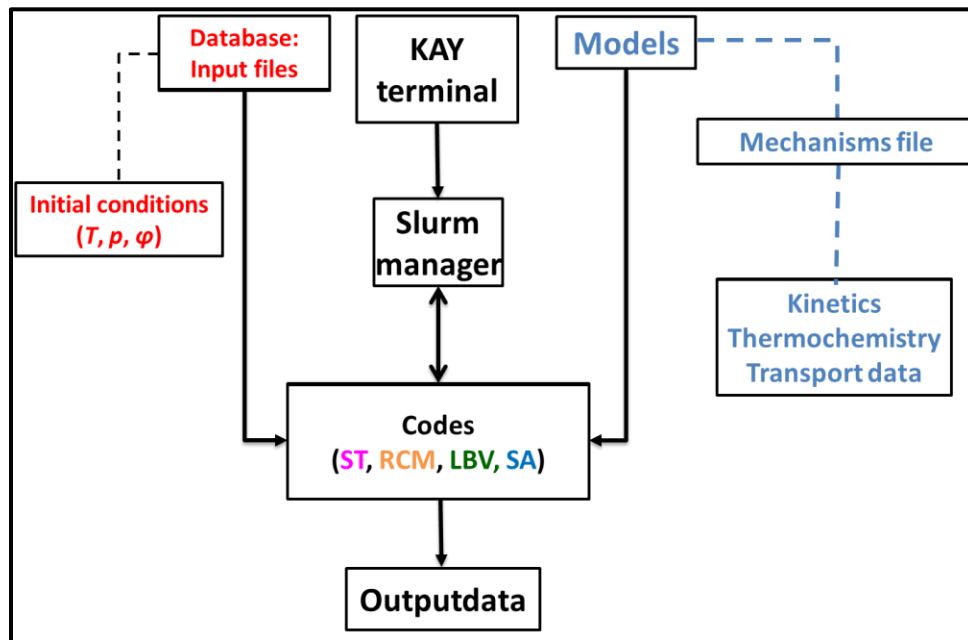 Database:
Input files
KAY
terminal
Models
Mechanisms file
Initial conditions
(T, p, φ)
Slurm
manager
Kinetics
Thermochemistry
Transport data
Codes
(ST, RCM, LBV, SA)
Outputdata